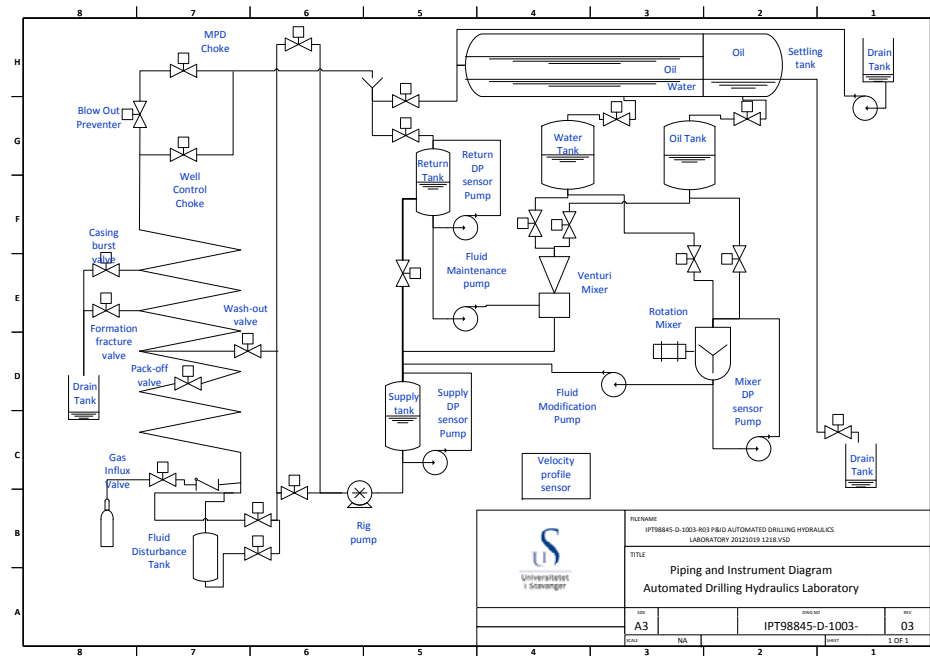 8 7 6 5 4 3 2 1
H
G
F
E
D
C
B
A
MPD
Choke
Blow Out
Preventer
Well
Control
Choke
Casing
burst
valve
Formation
fracture
valve
Wash-out
valve
Pack-off
valve
Drain
Tank
Gas
Influx
Valve
Fluid
Disturbance
Tank
Rig
pump
Return
Tank
Return
DP
sensor
Pump
Fluid
Maintenance
pump
Supply
tank
Supply
DP
sensor
Pump
Oil
Water
Oil
Settling
tank
Drain
Tank
Water
Tank
Oil Tank
Venturi
Mixer
Rotation
Mixer
Fluid
Modification
Pump
Mixer
DP
sensor
Pump
Velocity
profile
sensor
Drain
Tank
Universitetet
i Stavanger
FILENAME
IPT98845-D-1003-R03 P&ID AUTOMATED DRILLING HYDRAULICS
LABORATORY 20121019 1218.VSD
TITLE
Piping and Instrument Diagram
Automated Drilling Hydraulics Laboratory
SIZE DWG NO REV
A3 IPT98845-D-1003- 03
SCALE NA SHEET 1 OF 1
H
G
F
E
D
C
B
A
8 7 6 5 4 3 2 1